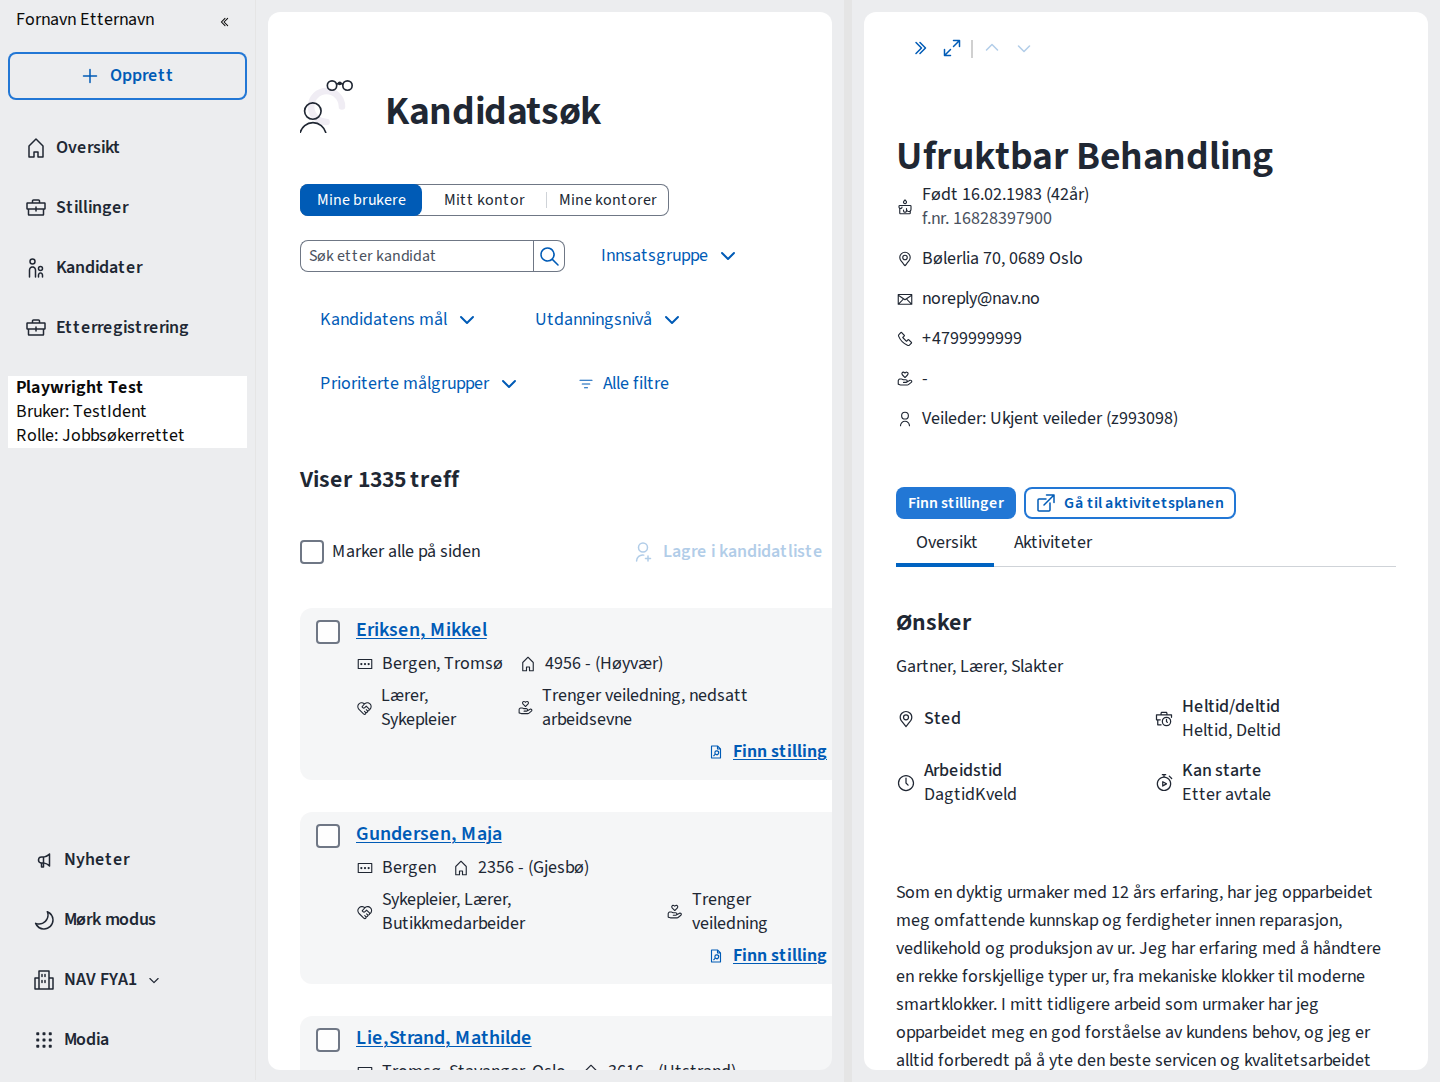 Fornavn Etternavn
Opprett
Oversikt
Stillinger
Kandidater
Etterregistrering
Playwright Test
Bruker: TestIdent
Rolle: Jobbsøkerrettet
Nyheter
Mørk modus
NAV FYA1
Modia
Kandidatsøk
Mine brukere
Mitt kontor
Mine kontorer
Søk etter kandidat
Innsatsgruppe
Kandidatens mål
Utdanningsnivå
Prioriterte målgrupper
Alle filtre
Viser 1335 treff
Marker alle på siden
Lagre i kandidatliste
Eriksen, Mikkel
Bergen, Tromsø
4956 - (Høyvær)
Lærer,
Sykepleier
Trenger veiledning, nedsatt
arbeidsevne
Finn stilling
Gundersen, Maja
Bergen
2356 - (Gjesbø)
Sykepleier, Lærer,
Butikkmedarbeider
Trenger
veiledning
Finn stilling
Lie,Strand, Mathilde
Tromsø, Stavanger, Oslo
3616 - (Utstrand)
Ufruktbar Behandling
Født 16.02.1983 (42år)
f.nr. 16828397900
Bølerlia 70, 0689 Oslo
noreply@nav.no
+4799999999
-
Veileder: Ukjent veileder (z993098)
Finn stillinger
Gå til aktivitetsplanen
Oversikt
Aktiviteter
Ønsker
Gartner, Lærer, Slakter
Sted
Heltid/deltid
Heltid, Deltid
Arbeidstid
DagtidKveld
Kan starte
Etter avtale
Som en dyktig urmaker med 12 års erfaring, har jeg opparbeidet
meg omfattende kunnskap og ferdigheter innen reparasjon,
vedlikehold og produksjon av ur. Jeg har erfaring med å håndtere
en rekke forskjellige typer ur, fra mekaniske klokker til moderne
smartklokker. I mitt tidligere arbeid som urmaker har jeg
opparbeidet meg en god forståelse av kundens behov, og jeg er
alltid forberedt på å yte den beste servicen og kvalitetsarbeidet